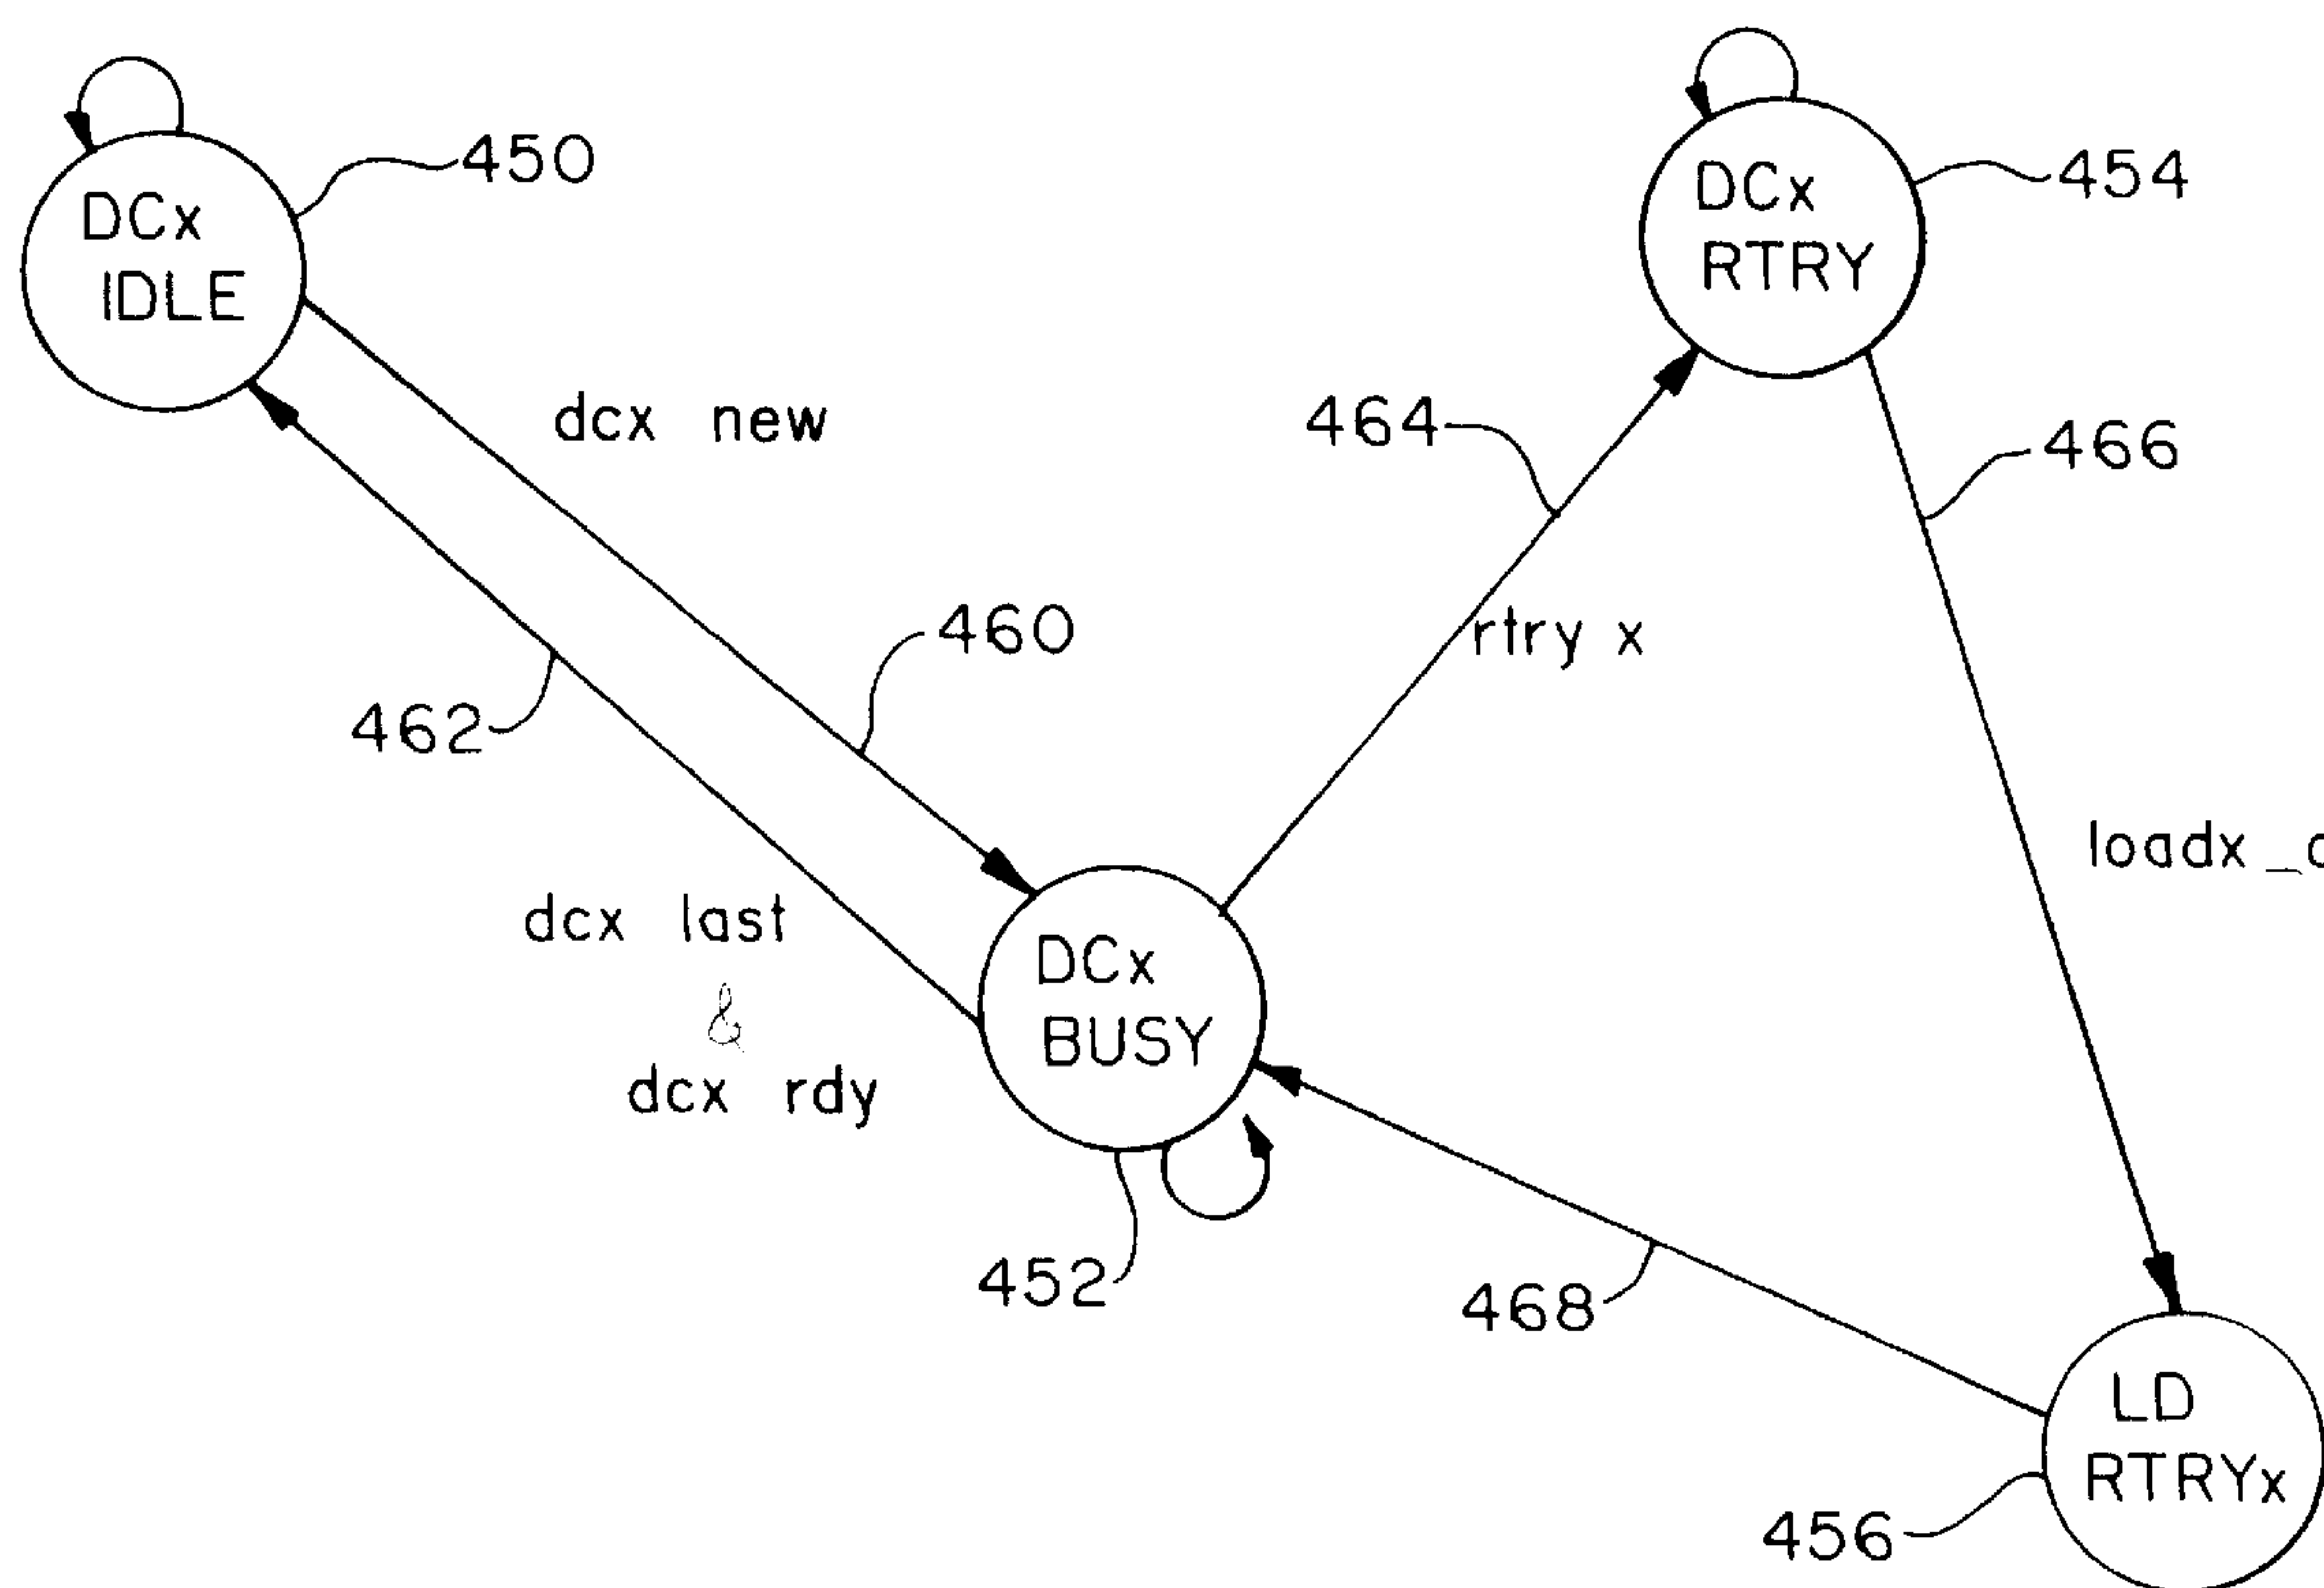 450
DCx
IDLE
454
DCx
RTRY
dcx new
464
466
460
rtry x
462
loadx_
dcx last
&
dcx rdy
DCx
BUSY
452
468
LD
RTRYx
456